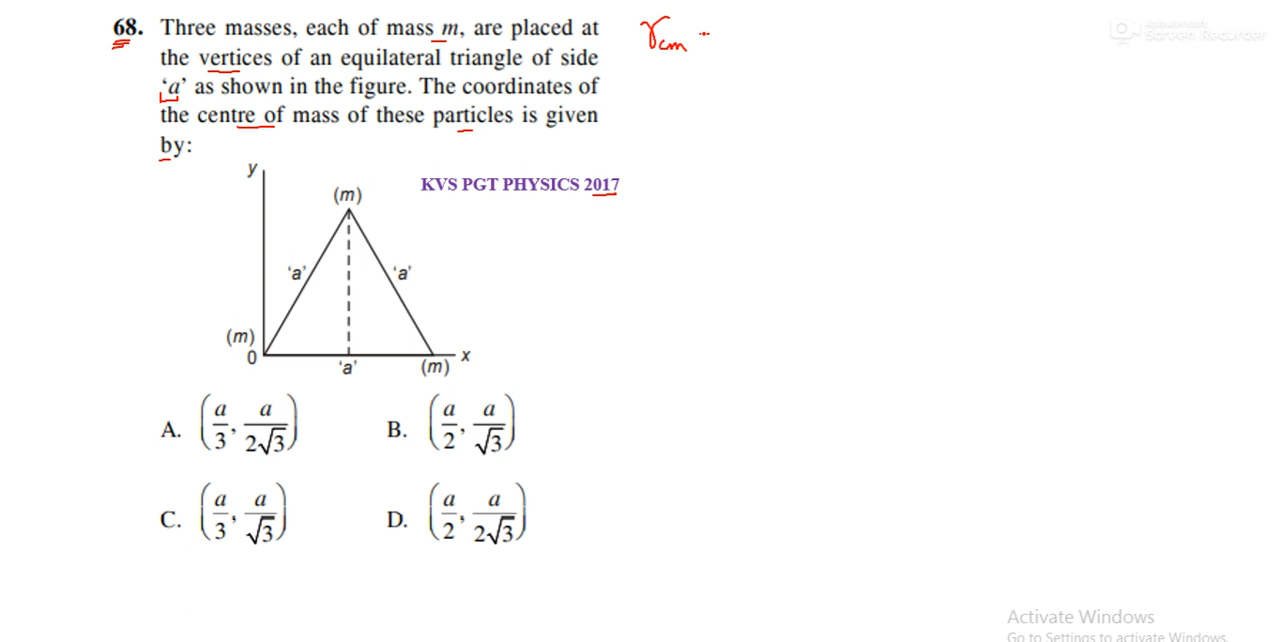 68. Three masses, each of mass m, are placed at
the vertices of an equilateral triangle of side
‘a’ as shown in the figure. The coordinates of
the centre of mass of these particles is given
by:
r⃗cm =
KVS PGT PHYSICS 2017
y
(m)
‘a’ ‘a’
(m)
0 ‘a’ (m) x
A. (a/3, a/2√3) B. (a/2, a/√3)
C. (a/3, a/√3) D. (a/2, a/2√3)
Screen Recorder
Activate Windows
Go to Settings to activate Windows.